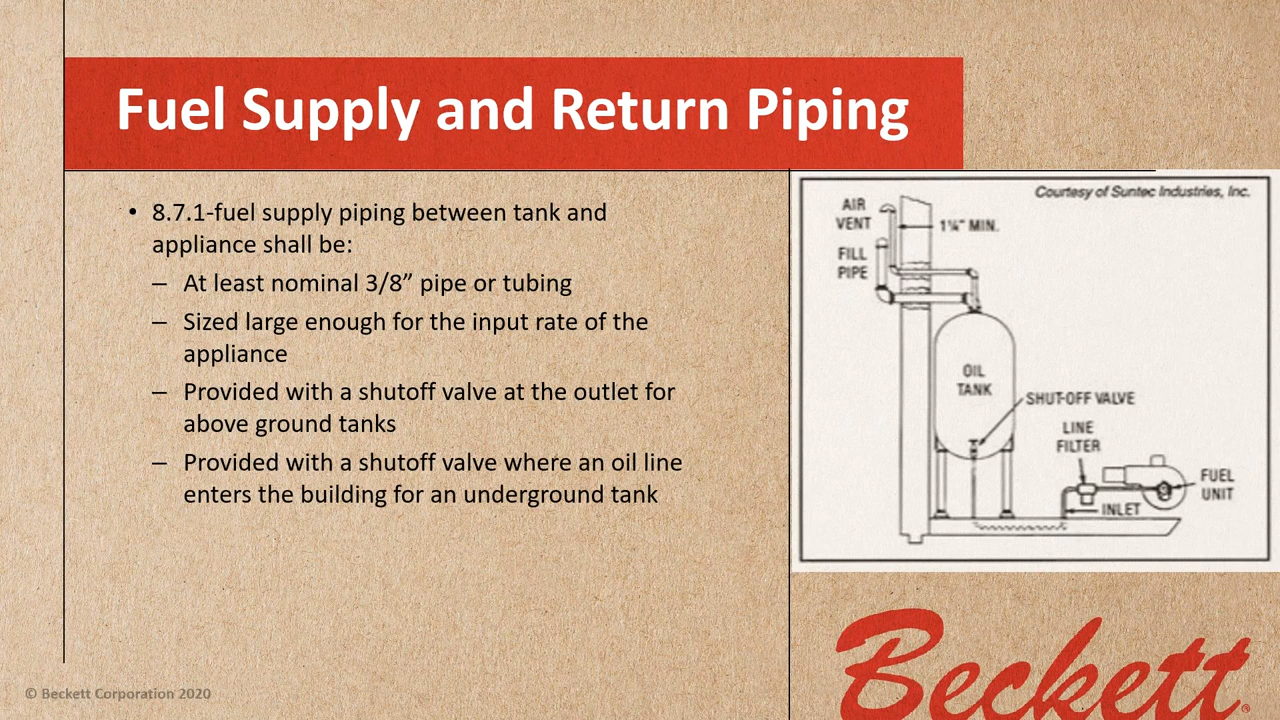 Fuel Supply and Return Piping
• 8.7.1-fuel supply piping between tank and
appliance shall be:
– At least nominal 3/8” pipe or tubing
– Sized large enough for the input rate of the
appliance
– Provided with a shutoff valve at the outlet for
above ground tanks
– Provided with a shutoff valve where an oil line
enters the building for an underground tank
Courtesy of Suntec Industries, Inc.
AIR
VENT
1¼" MIN.
FILL
PIPE
OIL
TANK
SHUT-OFF VALVE
LINE
FILTER
FUEL
UNIT
INLET
© Beckett Corporation 2020
Beckett®